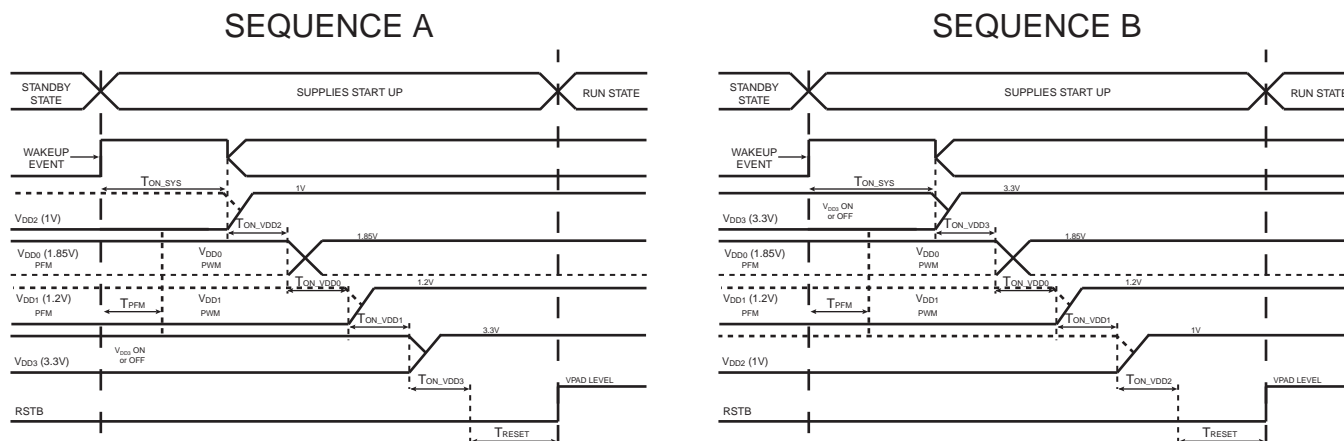 SEQUENCE A
STANDBY
STATE
SUPPLIES START UP
RUN STATE
WAKEUP
EVENT
TON_SYS
1V
VDD2 (1V)
TON_VDD2
1.85V
VDD0 (1.85V)
PFM
VDD0
PWM
TON_VDD0
1.2V
VDD1 (1.2V)
PFM
TPFM
VDD1
PWM
TON_VDD1
3.3V
VDD3 ON
or OFF
VDD3 (3.3V)
TON_VDD3
VPAD LEVEL
RSTB
TRESET
SEQUENCE B
STANDBY
STATE
SUPPLIES START UP
RUN STATE
WAKEUP
EVENT
TON_SYS
3.3V
VDD3 ON
or OFF
VDD3 (3.3V)
TON_VDD3
1.85V
VDD0 (1.85V)
PFM
VDD0
PWM
TON_VDD0
1.2V
VDD1 (1.2V)
PFM
TPFM
VDD1
PWM
TON_VDD1
1V
VDD2 (1V)
TON_VDD2
VPAD LEVEL
RSTB
TRESET